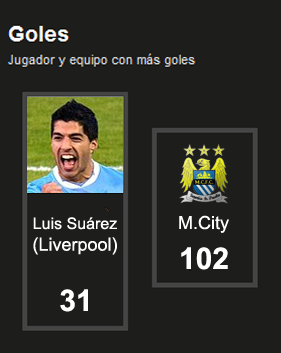 Goles
Jugador y equipo con más goles
Luis Suárez
(Liverpool)
31
M.C.F.C.
M.City
102